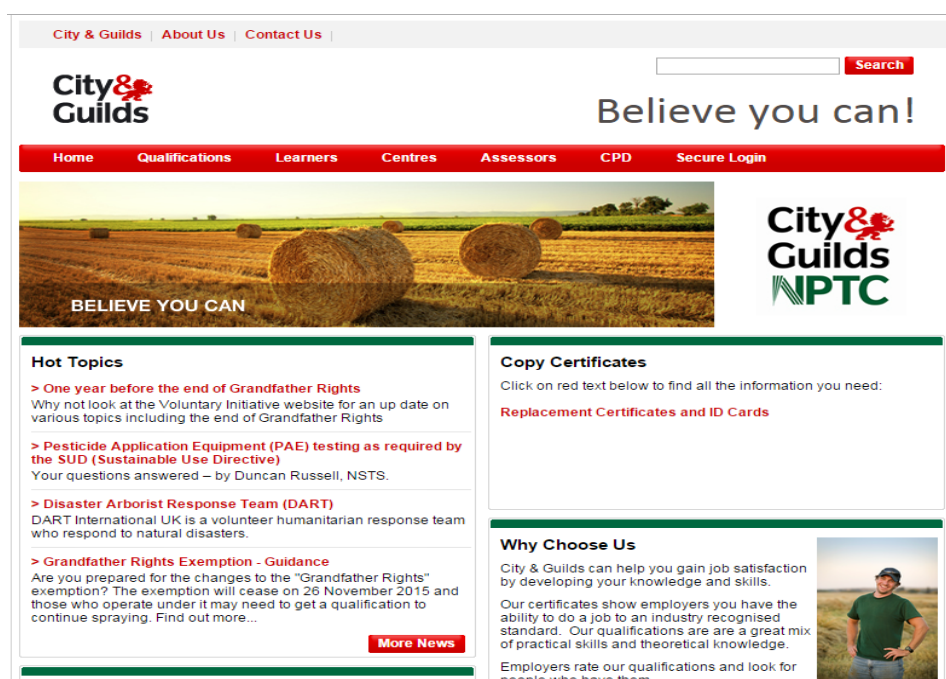 City & Guilds | About Us | Contact Us |
Search
City&
Guilds
Believe you can!
Home Qualifications Learners Centres Assessors CPD Secure Login
BELIEVE YOU CAN
City&
Guilds
NPTC
Hot Topics
> One year before the end of Grandfather Rights
Why not look at the Voluntary Initiative website for an up date on
various topics including the end of Grandfather Rights
> Pesticide Application Equipment (PAE) testing as required by
the SUD (Sustainable Use Directive)
Your questions answered – by Duncan Russell, NSTS.
> Disaster Arborist Response Team (DART)
DART International UK is a volunteer humanitarian response team
who respond to natural disasters.
> Grandfather Rights Exemption - Guidance
Are you prepared for the changes to the "Grandfather Rights"
exemption? The exemption will cease on 26 November 2015 and
those who operate under it may need to get a qualification to
continue spraying. Find out more...
More News
Copy Certificates
Click on red text below to find all the information you need:
Replacement Certificates and ID Cards
Why Choose Us
City & Guilds can help you gain job satisfaction
by developing your knowledge and skills.
Our certificates show employers you have the
ability to do a job to an industry recognised
standard. Our qualifications are are a great mix
of practical skills and theoretical knowledge.
Employers rate our qualifications and look for
people who have them